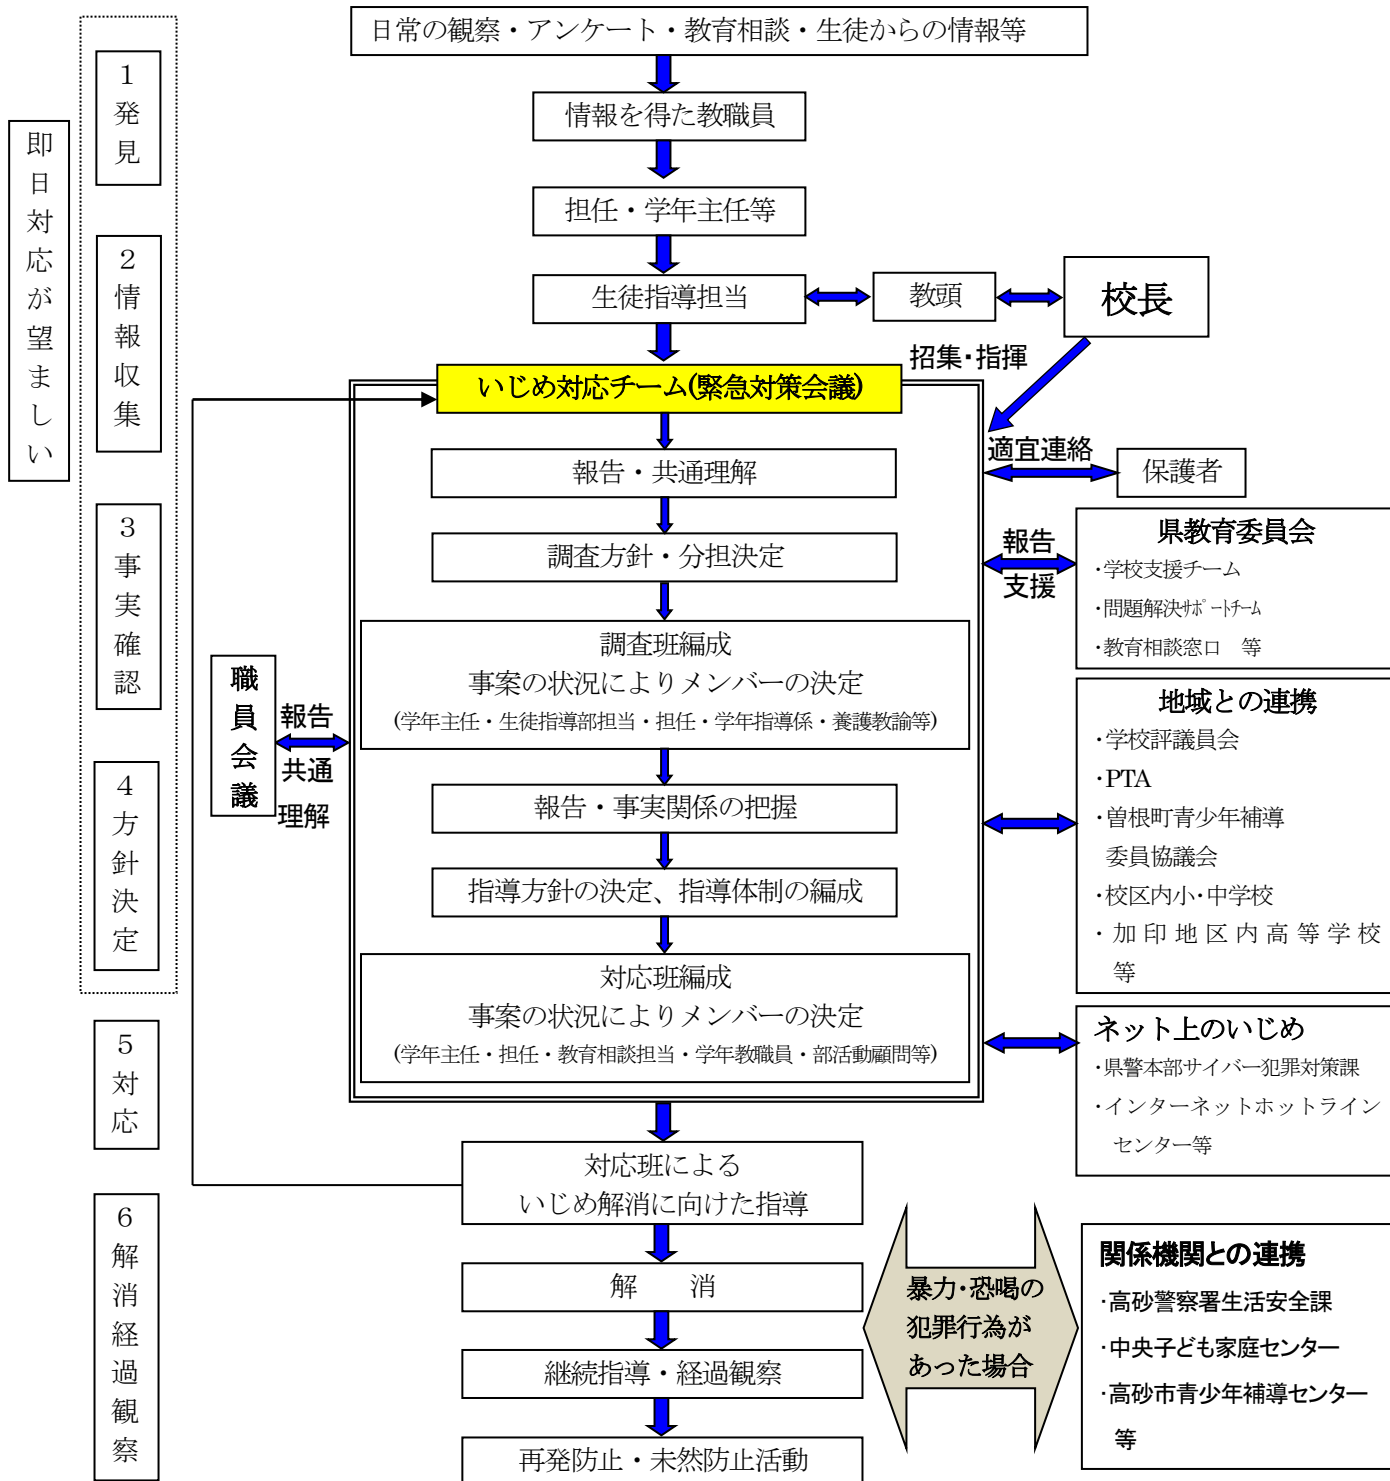 日常の観察・アンケート・教育相談・生徒からの情報等
即日対応が望ましい
1発見
2情報収集
3事実確認
4方針決定
5対応
6解消経過観察
情報を得た教職員
担任・学年主任等
生徒指導担当
教頭
校長
招集・指揮
いじめ対応チーム(緊急対策会議)
報告・共通理解
適宜連絡
保護者
調査方針・分担決定
報告
支援
県教育委員会
・学校支援チーム
・問題解決ｻﾎﾟｰﾄﾁｰﾑ
・教育相談窓口　等
調査班編成
事案の状況によりメンバーの決定
(学年主任・生徒指導部担当・担任・学年指導係・養護教諭等)
職員会議
報告
共通
理解
地域との連携
・学校評議員会
・PTA
・曽根町青少年補導
委員協議会
・校区内小・中学校
・加印地区内高等学校
等
報告・事実関係の把握
指導方針の決定、指導体制の編成
対応班編成
事案の状況によりメンバーの決定
(学年主任・担任・教育相談担当・学年教職員・部活動顧問等)
ネット上のいじめ
・県警本部サイバー犯罪対策課
・インターネットホットライン
センター等
対応班による
いじめ解消に向けた指導
解　　消
継続指導・経過観察
再発防止・未然防止活動
暴力・恐喝の
犯罪行為が
あった場合
関係機関との連携
・高砂警察署生活安全課
・中央子ども家庭センター
・高砂市青少年補導センター
等